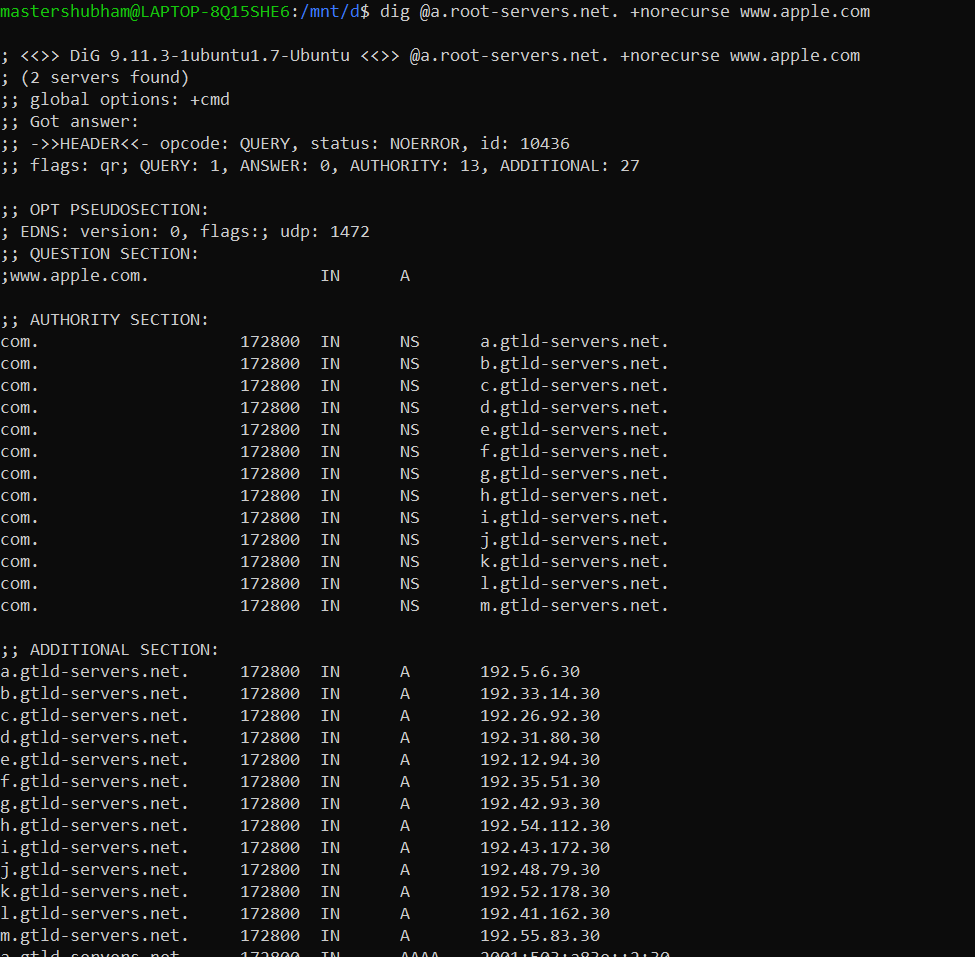 mastershubham@LAPTOP-8Q15SHE6:/mnt/d$ dig @a.root-servers.net. +norecurse www.apple.com

; <<>> DiG 9.11.3-1ubuntu1.7-Ubuntu <<>> @a.root-servers.net. +norecurse www.apple.com
; (2 servers found)
;; global options: +cmd
;; Got answer:
;; ->>HEADER<<- opcode: QUERY, status: NOERROR, id: 10436
;; flags: qr; QUERY: 1, ANSWER: 0, AUTHORITY: 13, ADDITIONAL: 27

;; OPT PSEUDOSECTION:
; EDNS: version: 0, flags:; udp: 1472
;; QUESTION SECTION:
;www.apple.com. IN A

;; AUTHORITY SECTION:
com. 172800 IN NS a.gtld-servers.net.
com. 172800 IN NS b.gtld-servers.net.
com. 172800 IN NS c.gtld-servers.net.
com. 172800 IN NS d.gtld-servers.net.
com. 172800 IN NS e.gtld-servers.net.
com. 172800 IN NS f.gtld-servers.net.
com. 172800 IN NS g.gtld-servers.net.
com. 172800 IN NS h.gtld-servers.net.
com. 172800 IN NS i.gtld-servers.net.
com. 172800 IN NS j.gtld-servers.net.
com. 172800 IN NS k.gtld-servers.net.
com. 172800 IN NS l.gtld-servers.net.
com. 172800 IN NS m.gtld-servers.net.

;; ADDITIONAL SECTION:
a.gtld-servers.net. 172800 IN A 192.5.6.30
b.gtld-servers.net. 172800 IN A 192.33.14.30
c.gtld-servers.net. 172800 IN A 192.26.92.30
d.gtld-servers.net. 172800 IN A 192.31.80.30
e.gtld-servers.net. 172800 IN A 192.12.94.30
f.gtld-servers.net. 172800 IN A 192.35.51.30
g.gtld-servers.net. 172800 IN A 192.42.93.30
h.gtld-servers.net. 172800 IN A 192.54.112.30
i.gtld-servers.net. 172800 IN A 192.43.172.30
j.gtld-servers.net. 172800 IN A 192.48.79.30
k.gtld-servers.net. 172800 IN A 192.52.178.30
l.gtld-servers.net. 172800 IN A 192.41.162.30
m.gtld-servers.net. 172800 IN A 192.55.83.30
a.gtld-servers.net. 172800 IN AAAA 2001:503:a83e::2:30